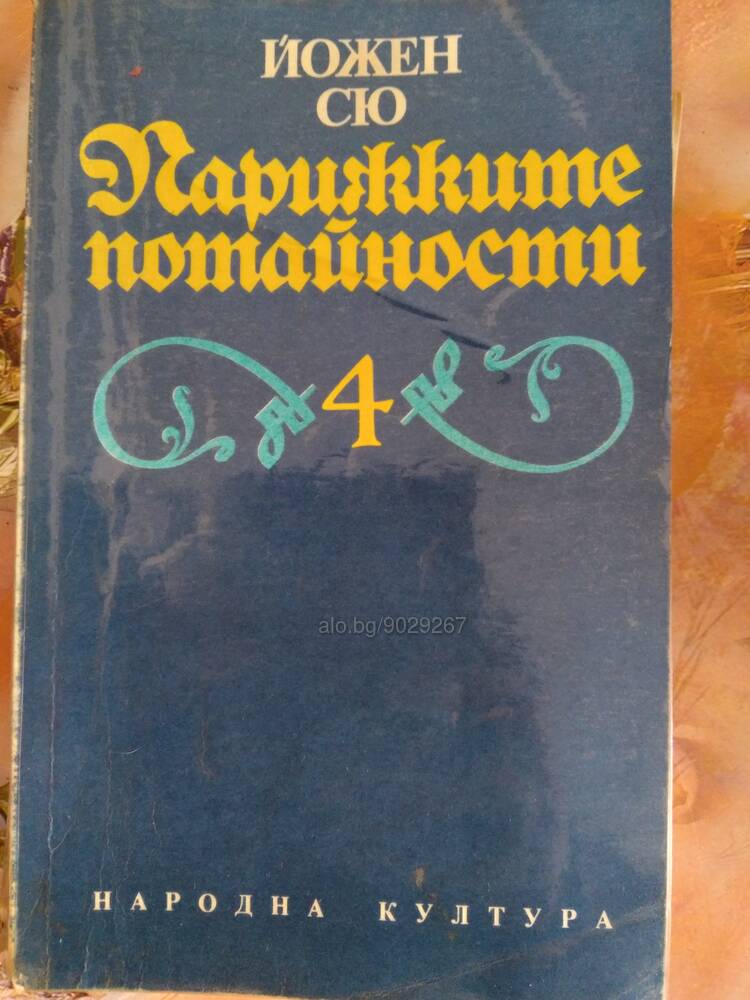 ЙОЖЕН
СЮ
Парижките
потайности
4
alo.bg/9029267
НАРОДНА КУЛТУРА